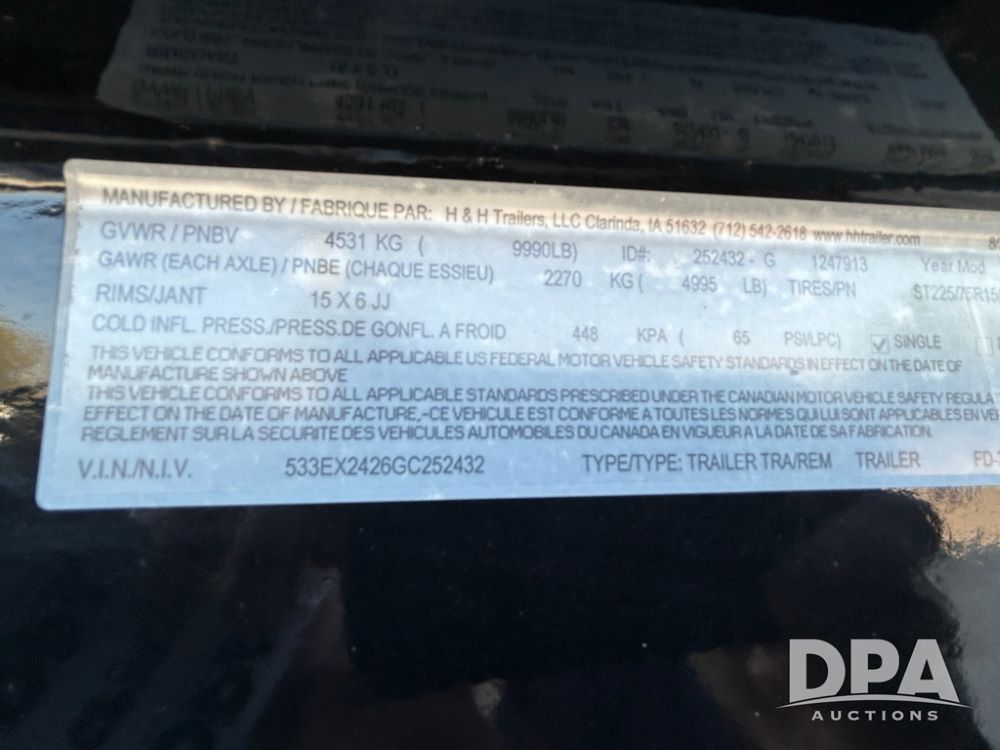 MANUFACTURED BY / FABRIQUE PAR: H & H Trailers, LLC Clarinda, IA 51632 (712) 542-2618 www.hhtrailer.com
GVWR / PNBV 4531 KG ( 9990LB) ID#: 252432 - G 1247913 Year Mod
GAWR (EACH AXLE) / PNBE (CHAQUE ESSIEU) 2270 KG ( 4995 LB) TIRES/PN ST225/75R15
RIMS/JANT 15 X 6 JJ
COLD INFL. PRESS./PRESS.DE GONFL. A FROID 448 KPA ( 65 PSI/LPC) SINGLE
THIS VEHICLE CONFORMS TO ALL APPLICABLE US FEDERAL MOTOR VEHICLE SAFETY STANDARDS IN EFFECT ON THE DATE OF
MANUFACTURE SHOWN ABOVE
THIS VEHICLE CONFORMS TO ALL APPLICABLE STANDARDS PRESCRIBED UNDER THE CANADIAN MOTOR VEHICLE SAFETY REGULA
EFFECT ON THE DATE OF MANUFACTURE,-CE VEHICULE EST CONFORME A TOUTES LES NORMES QUI LUI SONT APPLICABLES EN VE
REGLEMENT SUR LA SECURITE DES VEHICULES AUTOMOBILES DU CANADA EN VIGUEUR A LA DATE DE SA FABRICATION.
V.I.N./N.I.V. 533EX2426GC252432 TYPE/TYPE: TRAILER TRA/REM TRAILER FD-
DPA
AUCTIONS